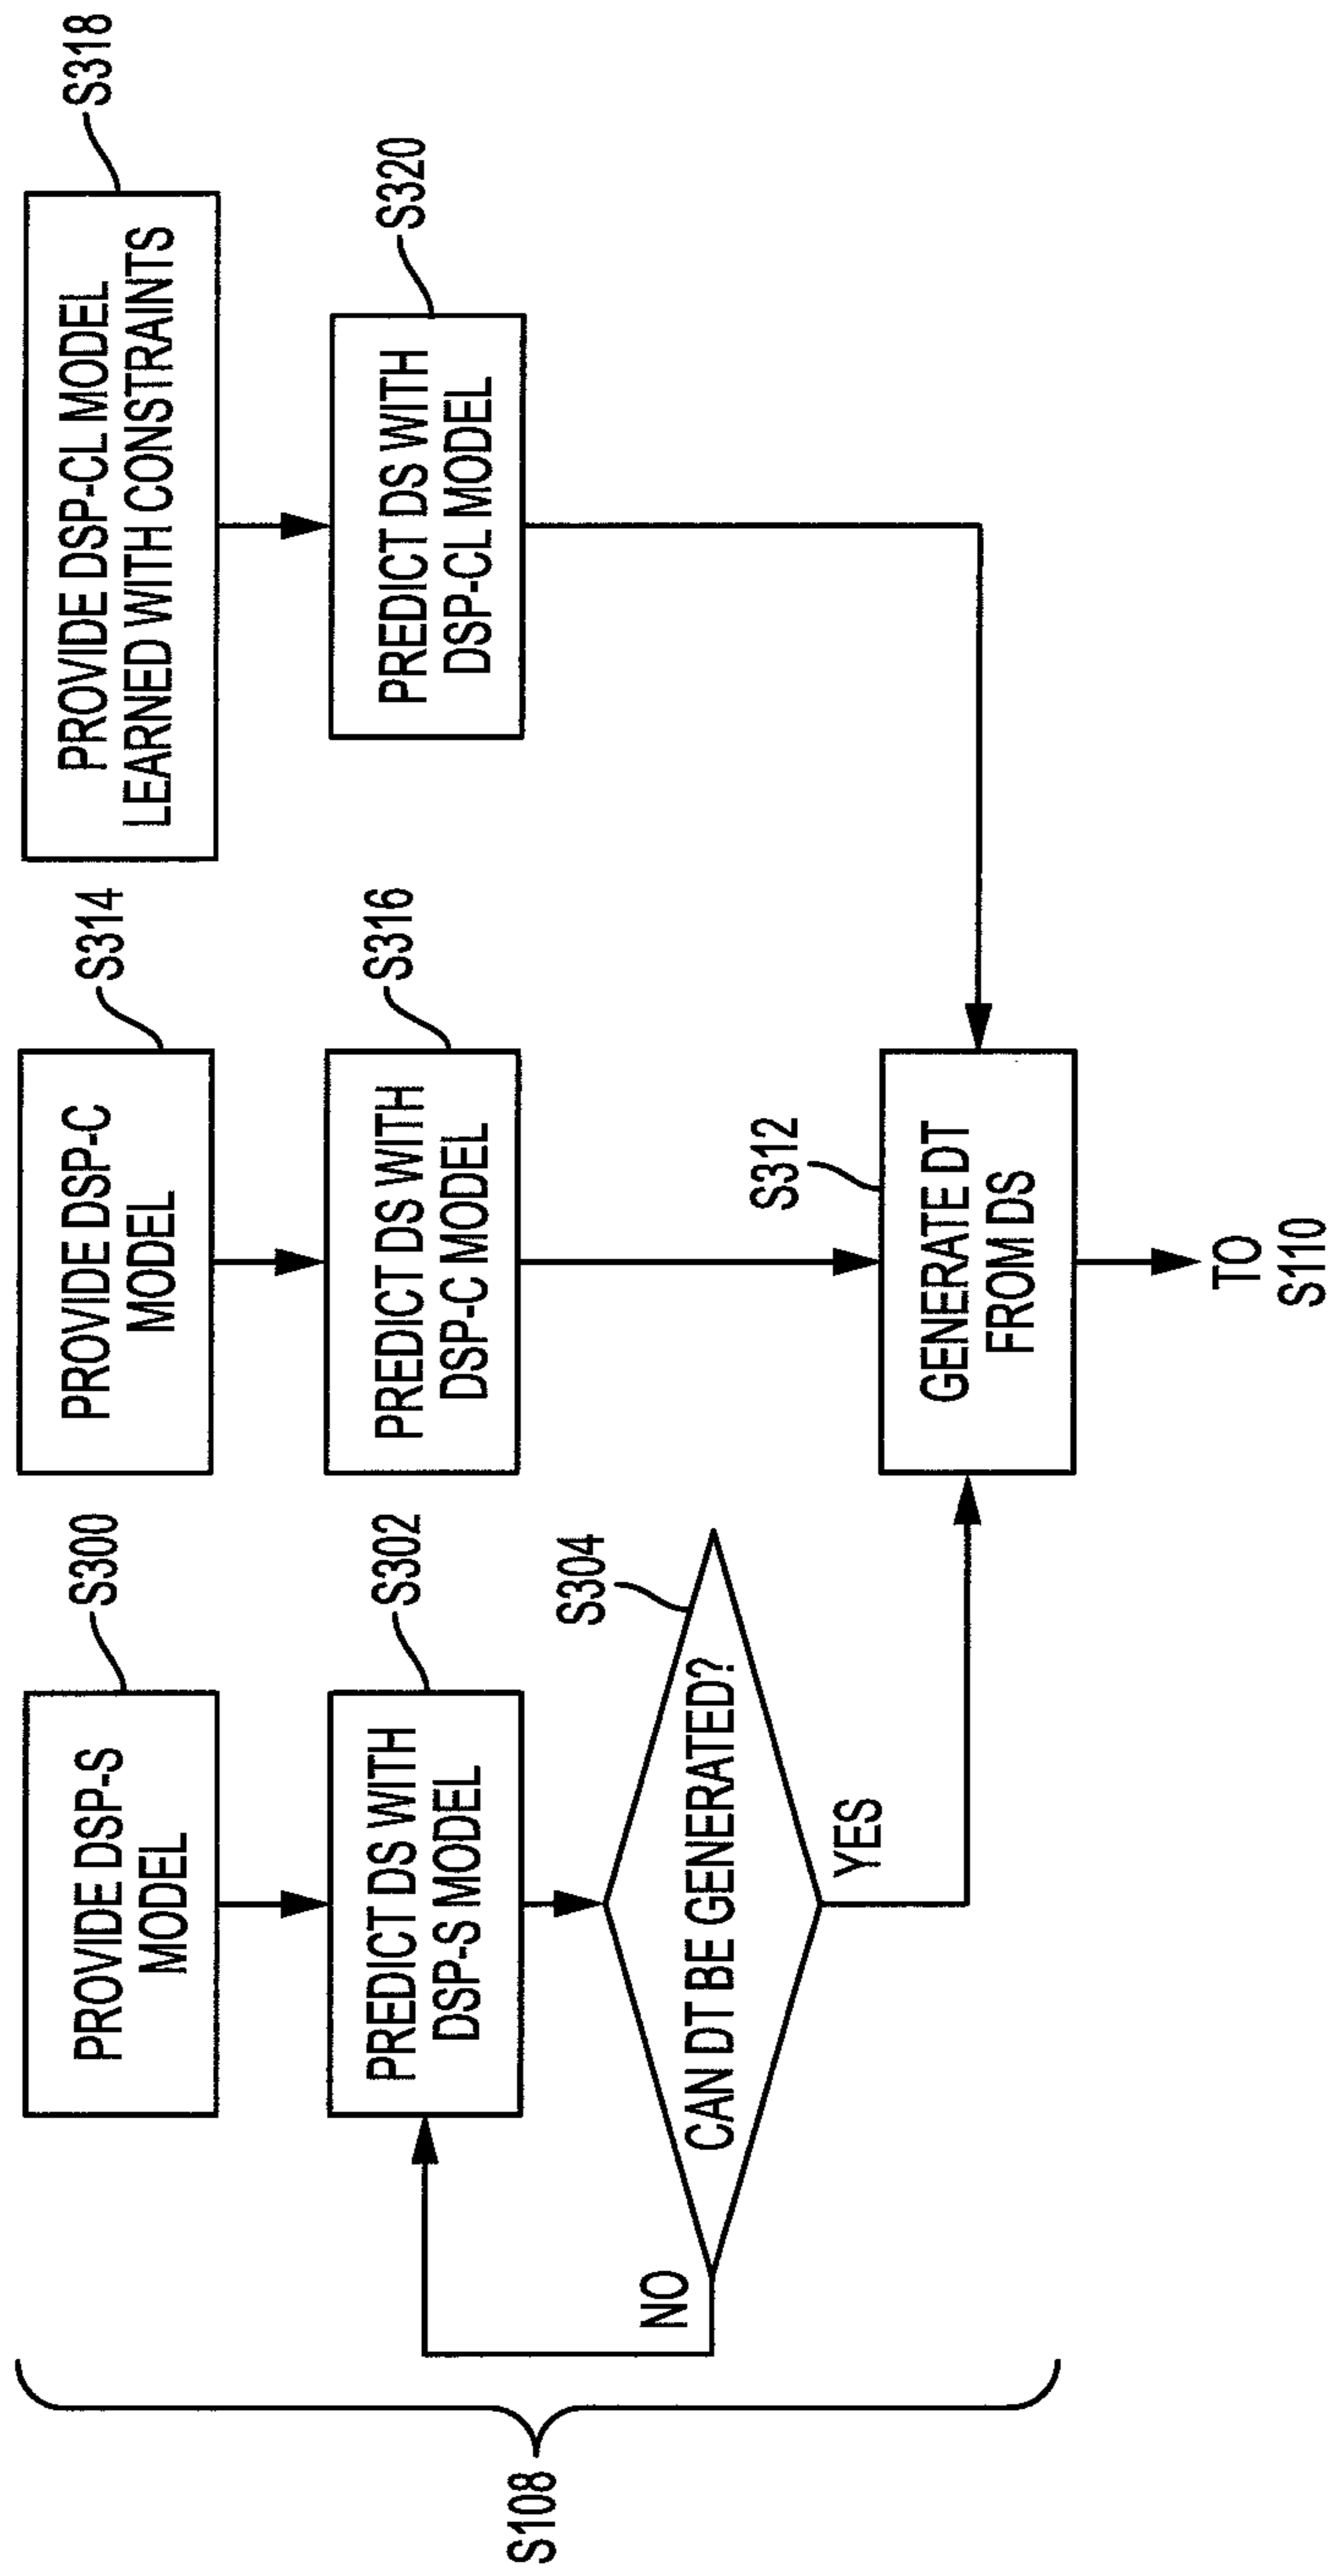 S108
S300
PROVIDE DSP-S
MODEL
S302
PREDICT DS WITH
DSP-S MODEL
S304
CAN DT BE GENERATED?
NO
YES
S314
PROVIDE DSP-C
MODEL
S316
PREDICT DS WITH
DSP-C MODEL
S318
PROVIDE DSP-CL MODEL
LEARNED WITH CONSTRAINTS
S320
PREDICT DS WITH
DSP-CL MODEL
S312
GENERATE DT
FROM DS
TO
S110